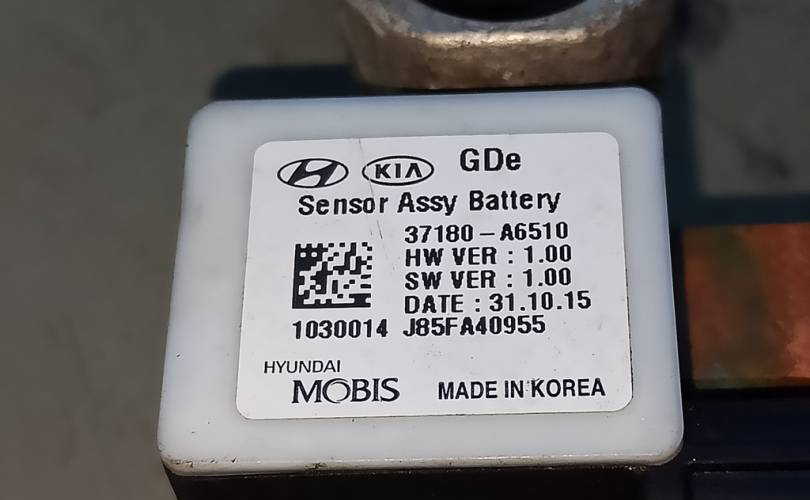 KIA GDe
Sensor Assy Battery
37180-A6510
HW VER : 1.00
SW VER : 1.00
DATE : 31.10.15
1030014 J85FA40955
HYUNDAI
MOBIS MADE IN KOREA